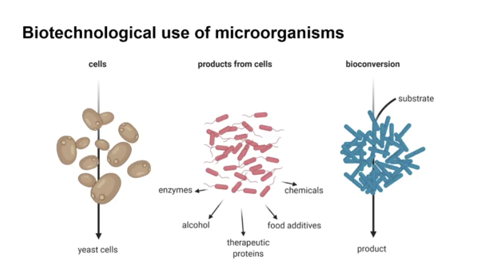 Biotechnological use of microorganisms
cells
products from cells
bioconversion
substrate
enzymes
chemicals
alcohol
food additives
therapeutic
proteins
yeast cells
product